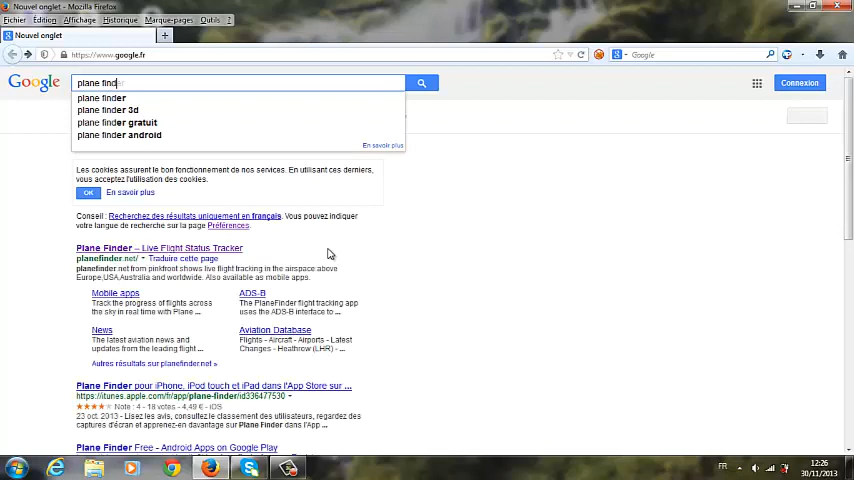 Nouvel onglet - Mozilla Firefox
Fichier Édition Affichage Historique Marque-pages Outils ?
Nouvel onglet
https://www.google.fr
Google
Google plane finder
Connexion
plane finder
plane finder 3d
plane finder gratuit
plane finder android
En savoir plus
Les cookies assurent le bon fonctionnement de nos services. En utilisant ces derniers,
vous acceptez l'utilisation des cookies.
OK En savoir plus
Conseil : Recherchez des résultats uniquement en français. Vous pouvez indiquer
votre langue de recherche sur la page Préférences.
Plane Finder – Live Flight Status Tracker
planefinder.net/ Traduire cette page
planefinder.net from pinkfroot shows live flight tracking in the airspace above
Europe,USA,Australia and worldwide. Also available as mobile apps.
Mobile apps
Track the progress of flights across
the sky in real time with Plane ...
ADS-B
The PlaneFinder flight tracking app
uses the ADS-B interface to ...
News
The latest aviation news and
updates from the leading flight ...
Aviation Database
Flights - Aircraft - Airports - Latest
Changes - Heathrow (LHR) - ...
Autres résultats sur planefinder.net »
Plane Finder pour iPhone, iPod touch et iPad dans l'App Store sur ...
https://itunes.apple.com/fr/app/plane-finder/id336477530
Note : 4 - 18 votes - 4,49 € - iOS
23 oct. 2013 - Lisez les avis, consultez le classement des utilisateurs, regardez des
captures d'écran et apprenez-en davantage sur Plane Finder dans l'App ...
Plane Finder Free - Android Apps on Google Play
FR
12:26
30/11/2013